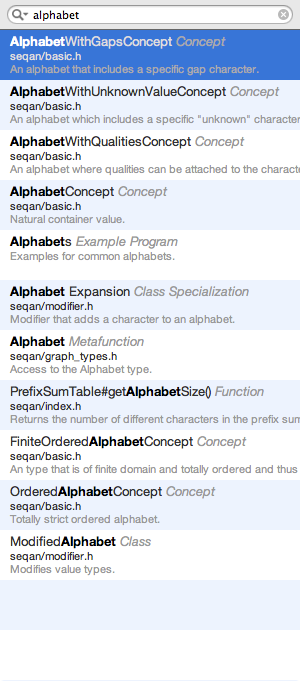 alphabet
AlphabetWithGapsConcept Concept
seqan/basic.h
An alphabet that includes a specific gap character.
AlphabetWithUnknownValueConcept Concept
seqan/basic.h
An alphabet which includes a specific "unknown" character
AlphabetWithQualitiesConcept Concept
seqan/basic.h
An alphabet where qualities can be attached to the characte
AlphabetConcept Concept
seqan/basic.h
Natural container value.
Alphabets Example Program
Examples for common alphabets.
Alphabet Expansion Class Specialization
seqan/modifier.h
Modifier that adds a character to an alphabet.
Alphabet Metafunction
seqan/graph_types.h
Access to the Alphabet type.
PrefixSumTable#getAlphabetSize() Function
seqan/index.h
Returns the number of different characters in the prefix sum
FiniteOrderedAlphabetConcept Concept
seqan/basic.h
An type that is of finite domain and totally ordered and thus
OrderedAlphabetConcept Concept
seqan/basic.h
Totally strict ordered alphabet.
ModifiedAlphabet Class
seqan/modifier.h
Modifies value types.